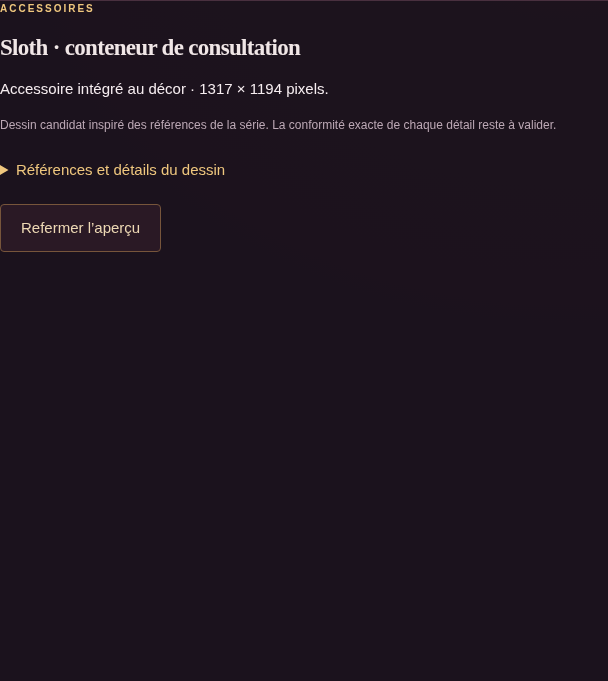 ACCESSOIRES
Sloth · conteneur de consultation
Accessoire intégré au décor · 1317 × 1194 pixels.
Dessin candidat inspiré des références de la série. La conformité exacte de chaque détail reste à valider.
Références et détails du dessin
Refermer l’aperçu